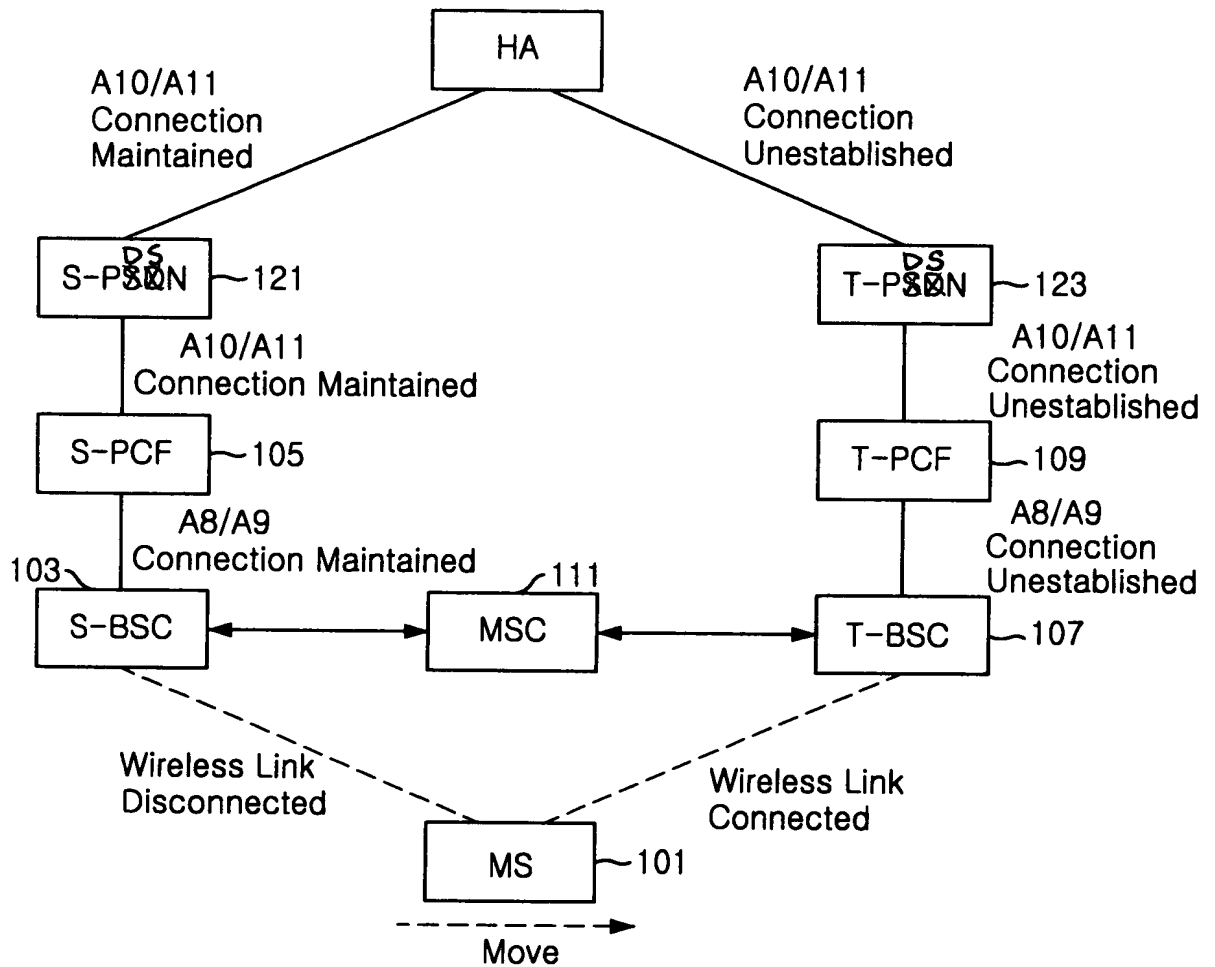 HA
A10/A11
Connection
Maintained
A10/A11
Connection
Unestablished
DS
S-PSDN
121
DS
T-PSDN
123
A10/A11
Connection Maintained
A10/A11
Connection
Unestablished
S-PCF
105
T-PCF
109
A8/A9
Connection Maintained
A8/A9
Connection
Unestablished
103
S-BSC
111
MSC
T-BSC
107
Wireless Link
Disconnected
Wireless Link
Connected
MS
101
Move